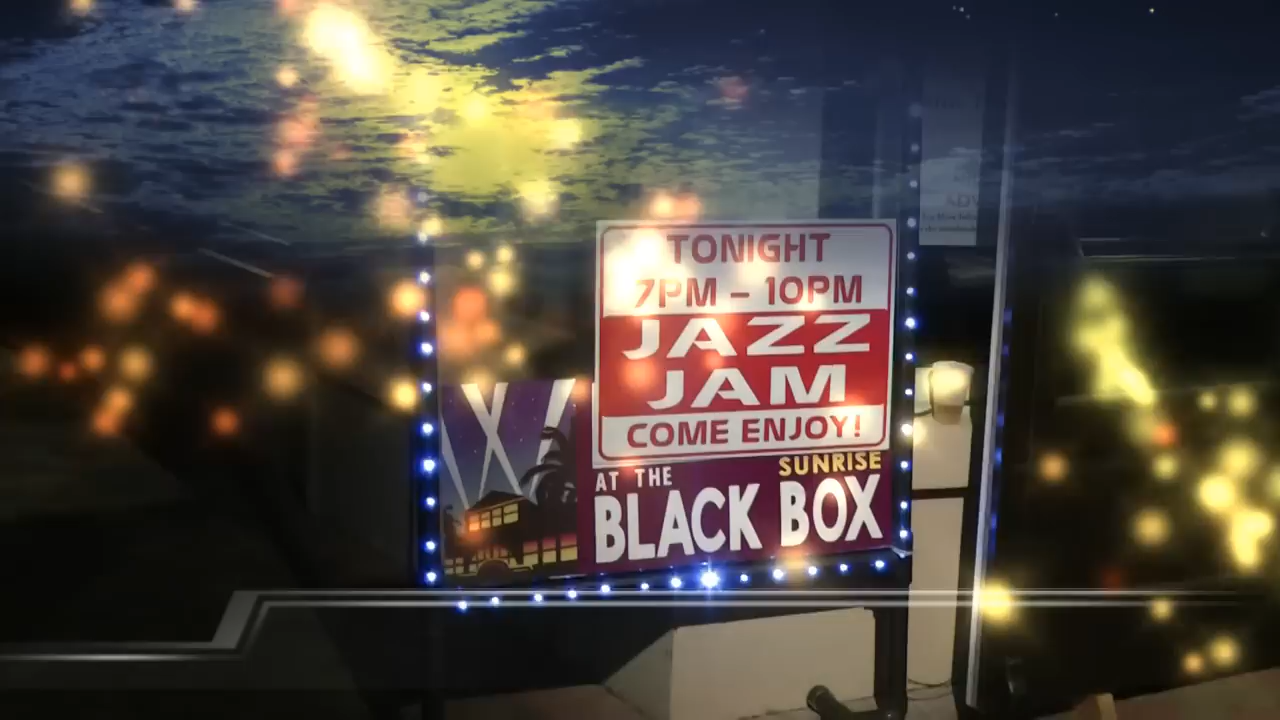 TONIGHT
7PM – 10PM
JAZZ
JAM
COME ENJOY!
SUNRISE
AT THE
BLACK BOX